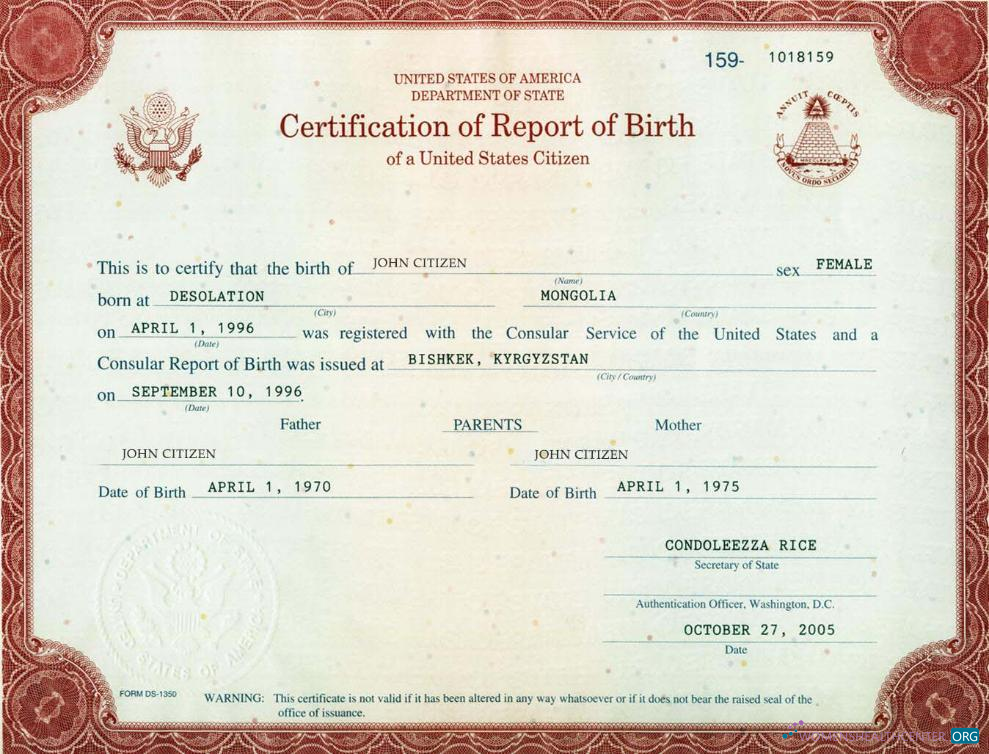 159- 1018159
UNITED STATES OF AMERICA
DEPARTMENT OF STATE
Certification of Report of Birth
of a United States Citizen
ANNUIT CŒPTIS
NOVUS ORDO SECLORUM
This is to certify that the birth of JOHN CITIZEN sex FEMALE
(Name)
born at DESOLATION MONGOLIA
(City) (Country)
on APRIL 1, 1996 was registered with the Consular Service of the United States and a
(Date)
Consular Report of Birth was issued at BISHKEK, KYRGYZSTAN
(City / Country)
on SEPTEMBER 10, 1996.
(Date)
Father PARENTS Mother
JOHN CITIZEN JOHN CITIZEN
Date of Birth APRIL 1, 1970 Date of Birth APRIL 1, 1975
DEPARTMENT OF STATE
UNITED STATES OF AMERICA
CONDOLEEZZA RICE
Secretary of State
Authentication Officer, Washington, D.C.
OCTOBER 27, 2005
Date
FORM DS-1350 WARNING: This certificate is not valid if it has been altered in any way whatsoever or if it does not bear the raised seal of the
office of issuance.
ORG